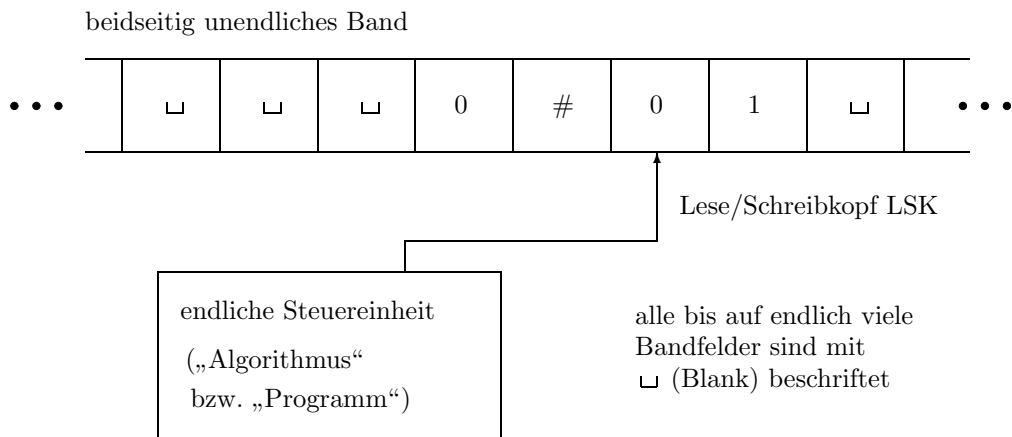 beidseitig unendliches Band
••• ␣ ␣ ␣ 0 # 0 1 ␣ •••
Lese/Schreibkopf LSK
endliche Steuereinheit
(„Algorithmus“
bzw. „Programm“)
alle bis auf endlich viele
Bandfelder sind mit
␣ (Blank) beschriftet